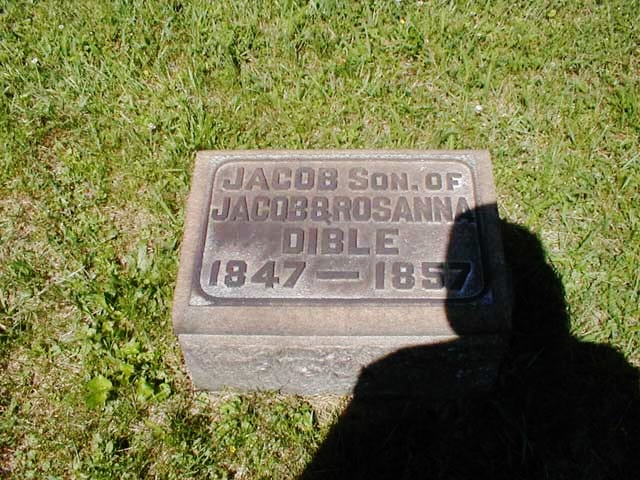 JACOB SON. OF
JACOB&ROSANNA
DIBLE
1847 — 1857